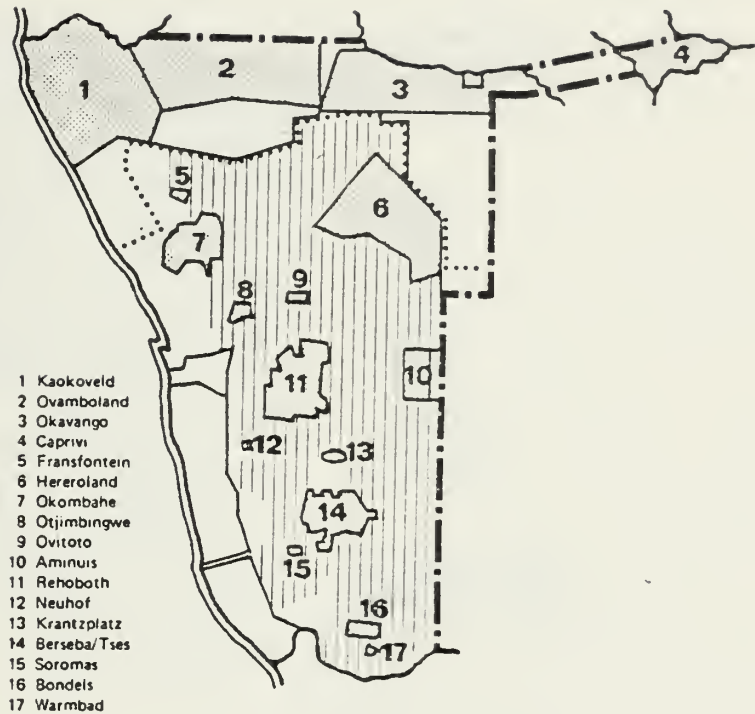 1
2
3
4
5
6
7
8
9
10
11
12
13
14
15
16
17
1 Kaokoveld
2 Ovamboland
3 Okavango
4 Caprivi
5 Fransfontein
6 Hereroland
7 Okombahe
8 Otjimbingwe
9 Ovitoto
10 Aminuis
11 Rehoboth
12 Neuhof
13 Krantzplatz
14 Berseba/Tses
15 Soromas
16 Bondels
17 Warmbad